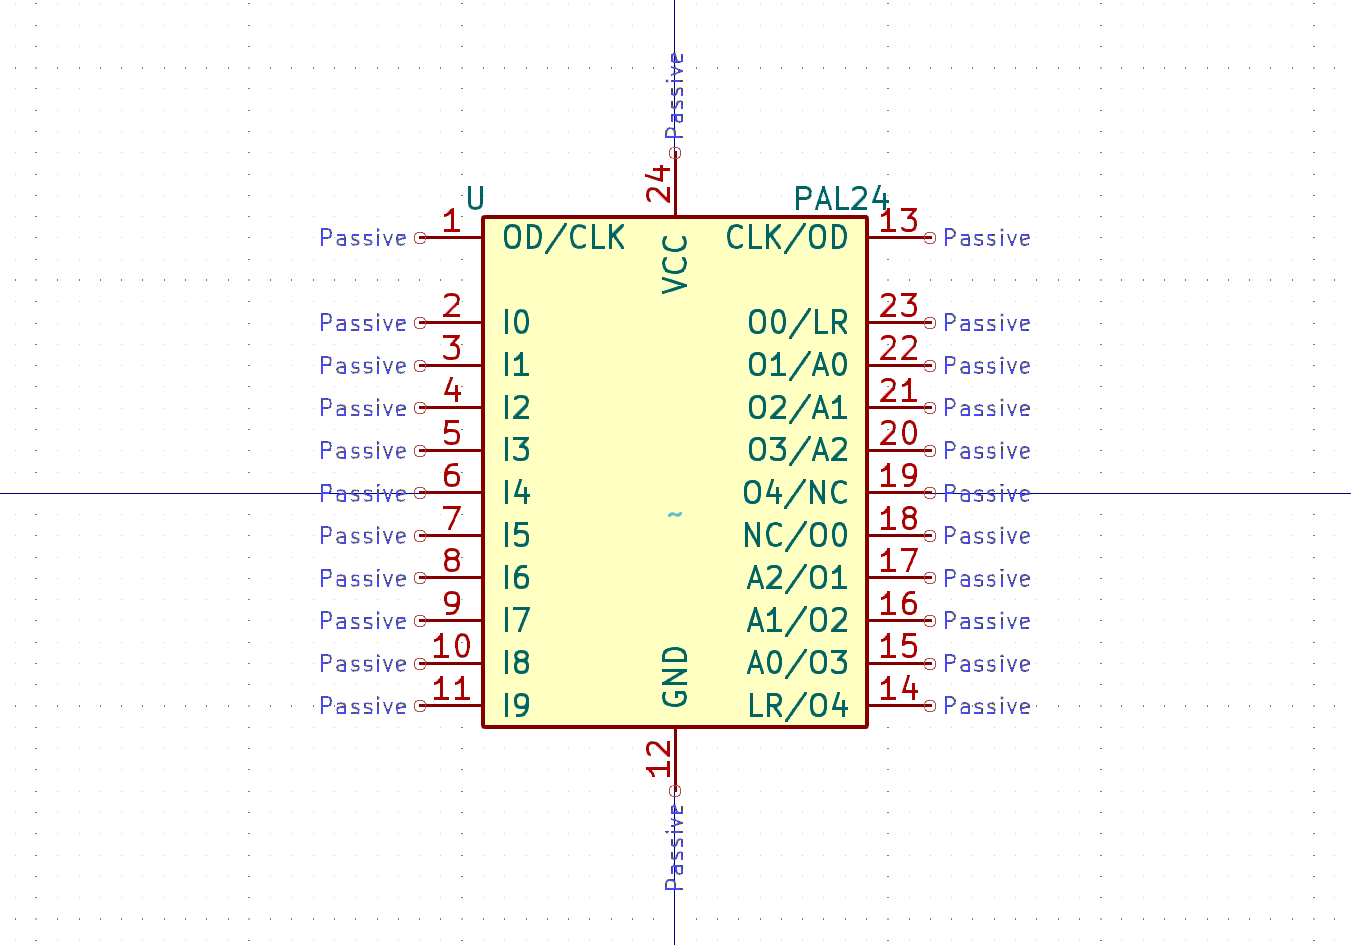 Passive
24
U PAL24
Passive 1 OD/CLK VCC CLK/OD 13 Passive
Passive 2 I0 O0/LR 23 Passive
Passive 3 I1 O1/A0 22 Passive
Passive 4 I2 O2/A1 21 Passive
Passive 5 I3 O3/A2 20 Passive
Passive 6 I4 O4/NC 19 Passive
~
Passive 7 I5 NC/O0 18 Passive
Passive 8 I6 A2/O1 17 Passive
Passive 9 I7 A1/O2 16 Passive
Passive 10 I8 GND A0/O3 15 Passive
Passive 11 I9 LR/O4 14 Passive
12
Passive